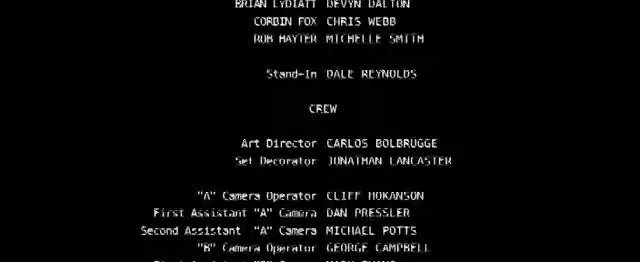 BRIAN LYDIATT DEVYN DALTON
CORBIN FOX CHRIS WEBB
ROB HAYTER MICHELLE SMITH
Stand-In DALE REYNOLDS
CREW
Art Director CARLOS BOLBRUGGE
Set Decorator JONATHAN LANCASTER
"A" Camera Operator CLIFF HOKANSON
First Assistant "A" Camera DAN PRESSLER
Second Assistant "A" Camera MICHAEL POTTS
"B" Camera Operator GEORGE CAMPBELL